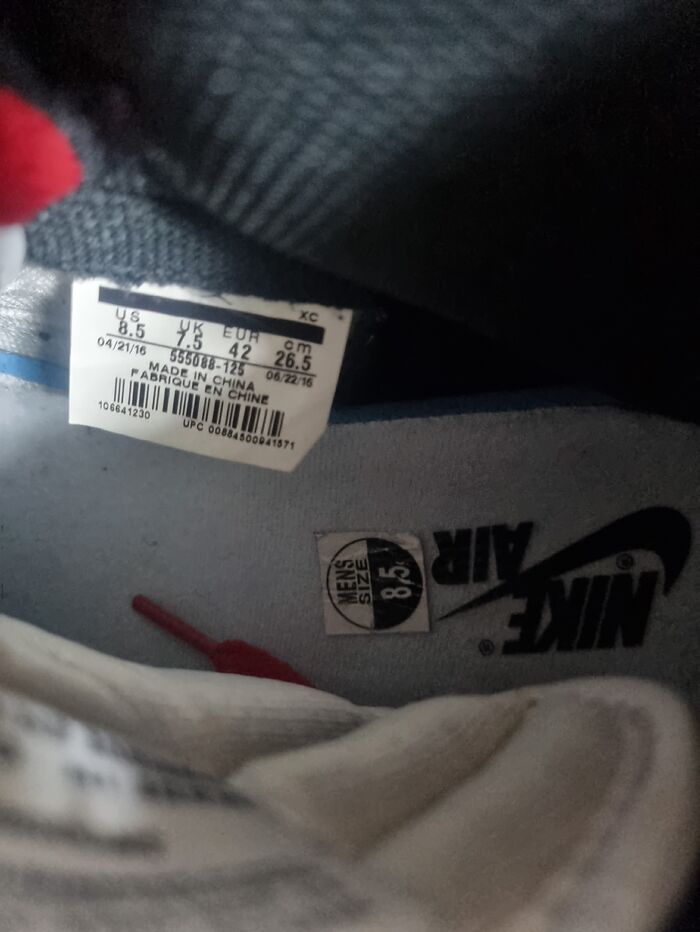 XC
US UK EUR cm
8.5 7.5 42 26.5
04/21/16 555088-125 06/22/16
MADE IN CHINA
FABRIQUE EN CHINE
106641230
UPC 00884500941571
MENS
SIZE
8.5
NIKE®
AIR